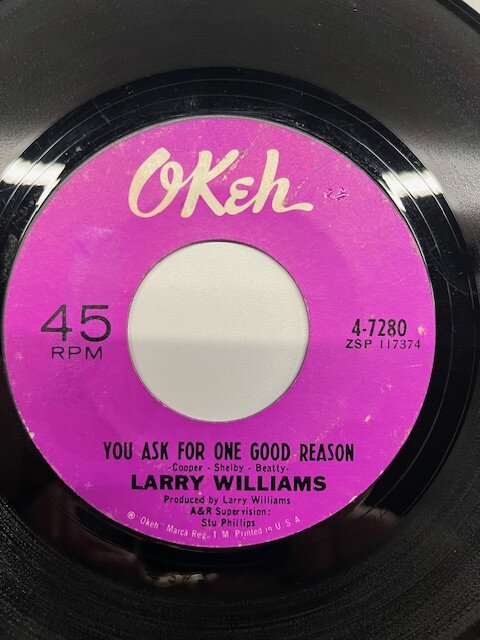 OKeh
45
RPM
4-7280
ZSP 117374
YOU ASK FOR ONE GOOD REASON
-Cooper - Shelby - Beatty-
LARRY WILLIAMS
Produced by Larry Williams
A&R Supervision:
Stu Phillips
® "Okeh" Marca Reg. T M Printed in U S A